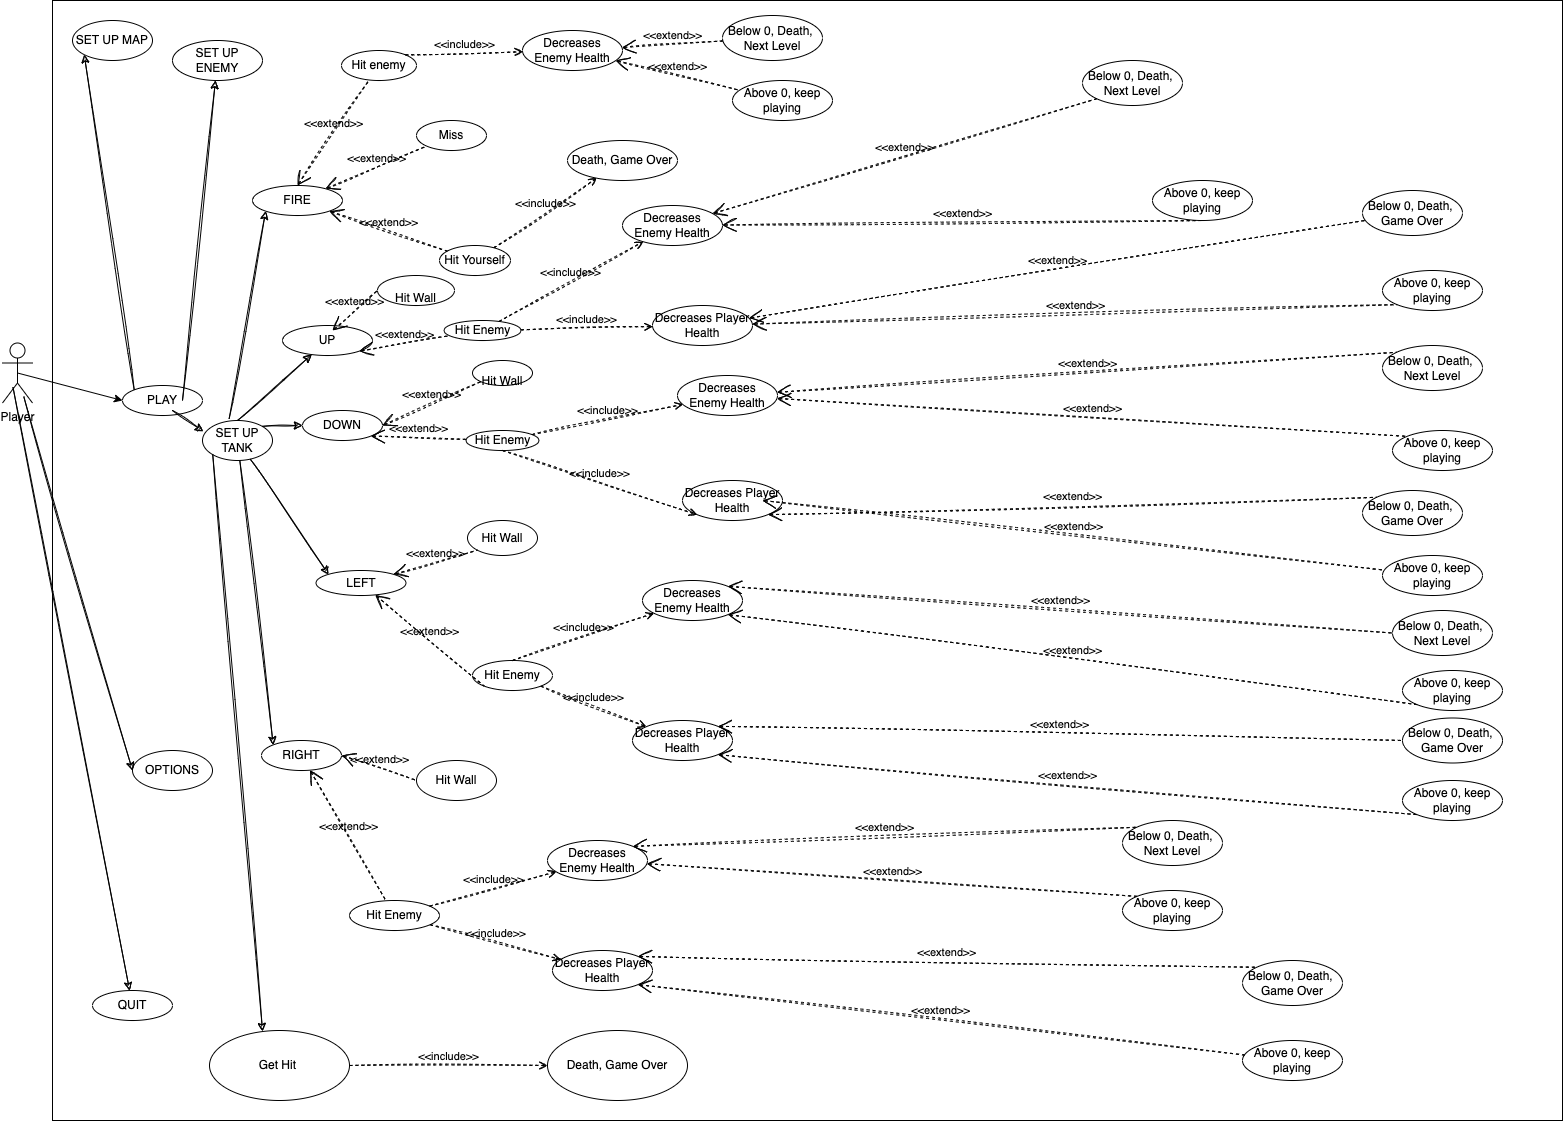 SET UP MAP
SET UP
ENEMY
Hit enemy
<<include>>
Decreases
Enemy Health
<<extend>>
Below 0, Death,
Next Level
<<extend>>
Above 0, keep
playing
<<extend>>
Miss
<<extend>>
FIRE
<<extend>>
Hit Yourself
<<include>>
Death, Game Over
Below 0, Death,
Next Level
<<extend>>
Decreases
Enemy Health
<<extend>>
Above 0, keep
playing
Below 0, Death,
Game Over
<<include>>
<<extend>>
Hit Wall
<<extend>>
UP
<<extend>>
Hit Enemy
<<include>>
Decreases Player
Health
<<extend>>
Above 0, keep
playing
Player
PLAY
SET UP
TANK
Hit Wall
<<extend>>
DOWN
<<extend>>
Hit Enemy
<<include>>
Decreases
Enemy Health
<<extend>>
Below 0, Death,
Next Level
<<extend>>
Above 0, keep
playing
<<include>>
Decreases Player
Health
<<extend>>
Below 0, Death,
Game Over
<<extend>>
Above 0, keep
playing
Hit Wall
<<extend>>
LEFT
<<extend>>
Hit Enemy
<<include>>
Decreases
Enemy Health
<<extend>>
Below 0, Death,
Next Level
<<extend>>
Above 0, keep
playing
<<include>>
Decreases Player
Health
<<extend>>
Below 0, Death,
Game Over
<<extend>>
Above 0, keep
playing
RIGHT
<<extend>>
Hit Wall
OPTIONS
<<extend>>
Hit Enemy
<<include>>
Decreases
Enemy Health
<<extend>>
Below 0, Death,
Next Level
<<extend>>
Above 0, keep
playing
<<include>>
Decreases Player
Health
<<extend>>
Below 0, Death,
Game Over
<<extend>>
Above 0, keep
playing
QUIT
Get Hit
<<include>>
Death, Game Over